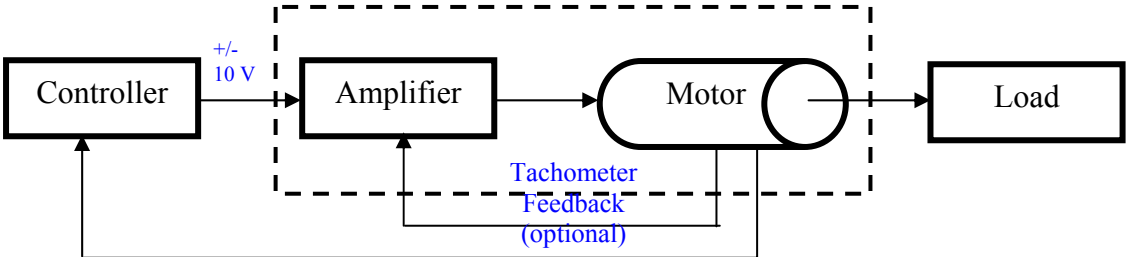 +/-
10 V
Controller
Amplifier
Motor
Load
Tachometer
Feedback
(optional)